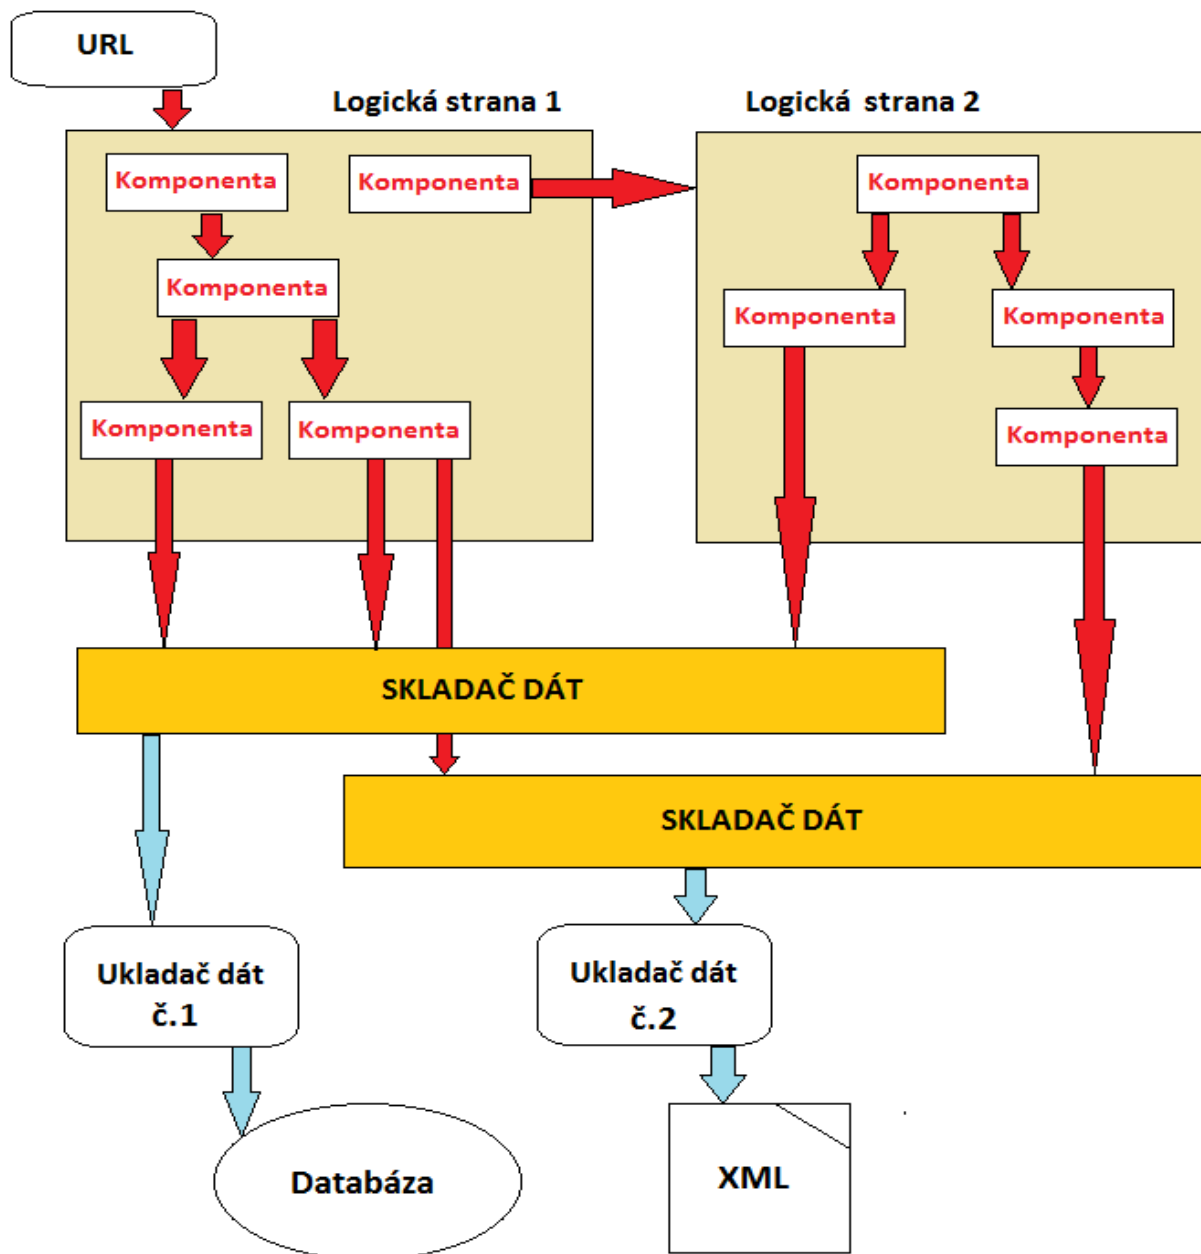 URL
Logická strana 1
Logická strana 2
Komponenta
Komponenta
Komponenta
Komponenta
Komponenta
Komponenta
Komponenta
Komponenta
Komponenta
SKLADAČ DÁT
SKLADAČ DÁT
Ukladač dát
č.1
Ukladač dát
č.2
Databáza
XML